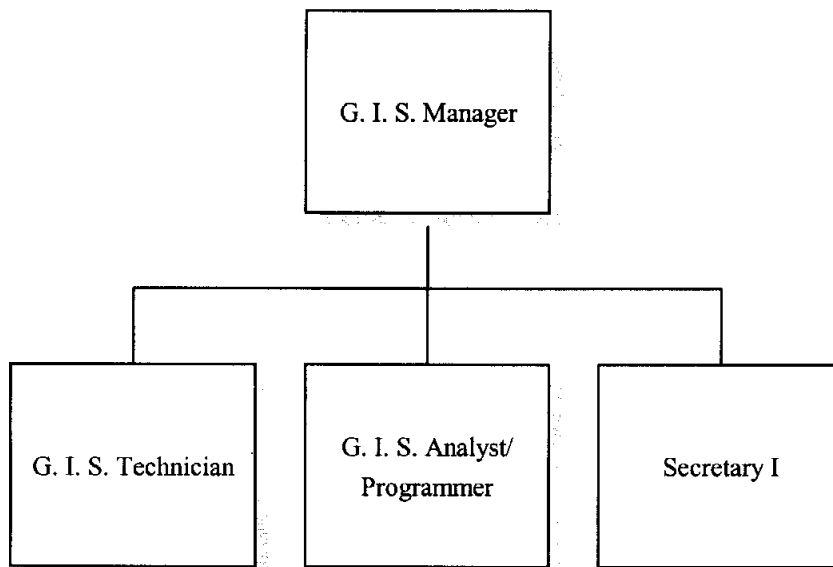 G. I. S. Manager
G. I. S. Technician
G. I. S. Analyst/
Programmer
Secretary I